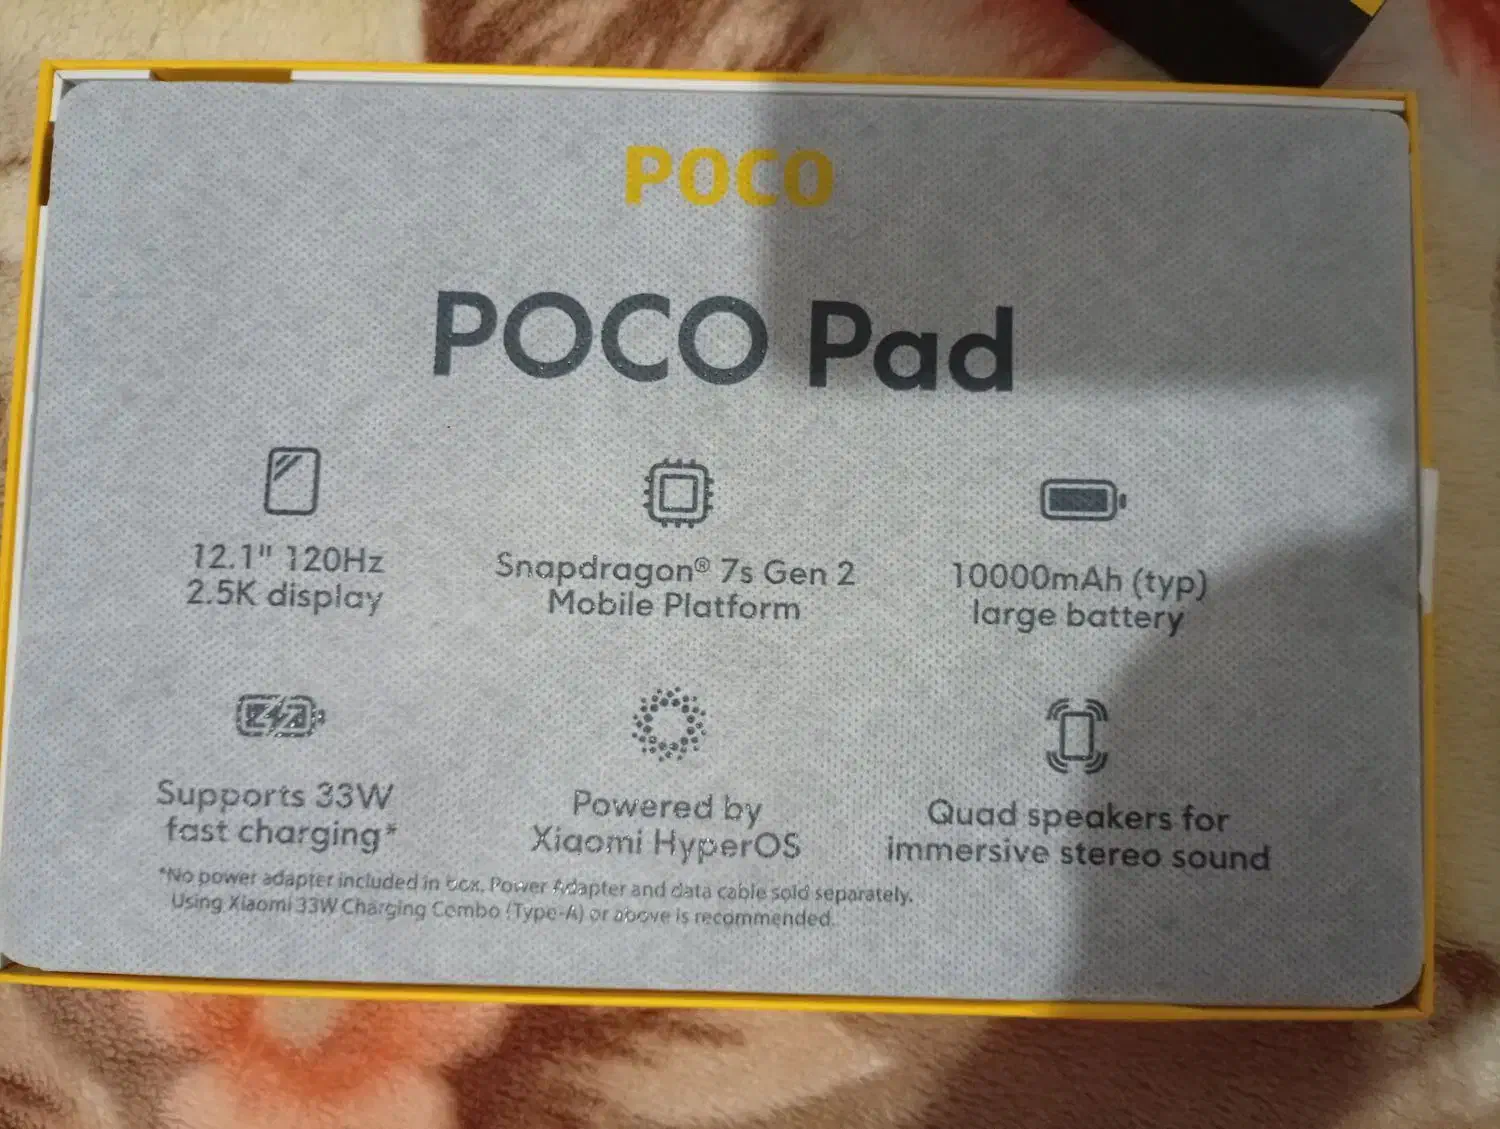 POCO
POCO Pad
12.1" 120Hz
2.5K display
Snapdragon® 7s Gen 2
Mobile Platform
10000mAh (typ)
large battery
Supports 33W
fast charging*
Powered by
Xiaomi HyperOS
Quad speakers for
immersive stereo sound
*No power adapter included in box. Power Adapter and data cable sold separately.
Using Xiaomi 33W Charging Combo (Type-A) or above is recommended.